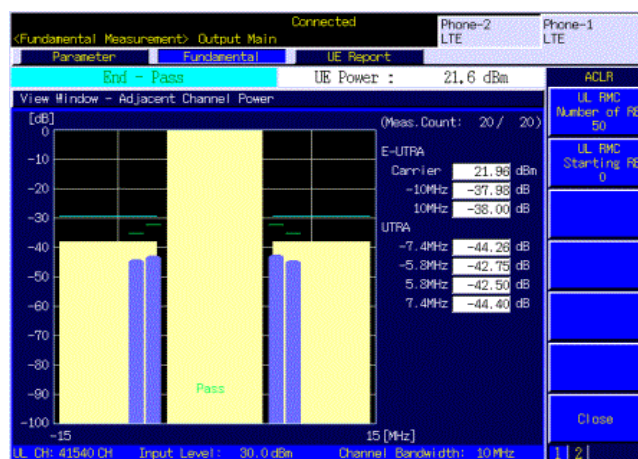 Connected
Phone-2 LTE
Phone-1 LTE
<Fundamental Measurement> Output Main
Parameter
Fundamental
UE Report
End - Pass
UE Power : 21.6 dBm
ACLR
View Window - Adjacent Channel Power
UL RMC
Number of RB
50
UL RMC
Starting RB
0
[dB]
(Meas.Count: 20/ 20)
0
-10
-20
-30
-40
-50
-60
-70
-80
-90
-100
E-UTRA
Carrier 21.96 dBm
-10MHz -37.98 dB
10MHz -38.00 dB
UTRA
-7.4MHz -44.26 dB
-5.8MHz -42.75 dB
5.8MHz -42.50 dB
7.4MHz -44.40 dB
Pass
-15
15 [MHz]
Close
UL CH: 41540 CH Input Level: 30.0 dBm Channel Bandwidth: 10 MHz
1 2